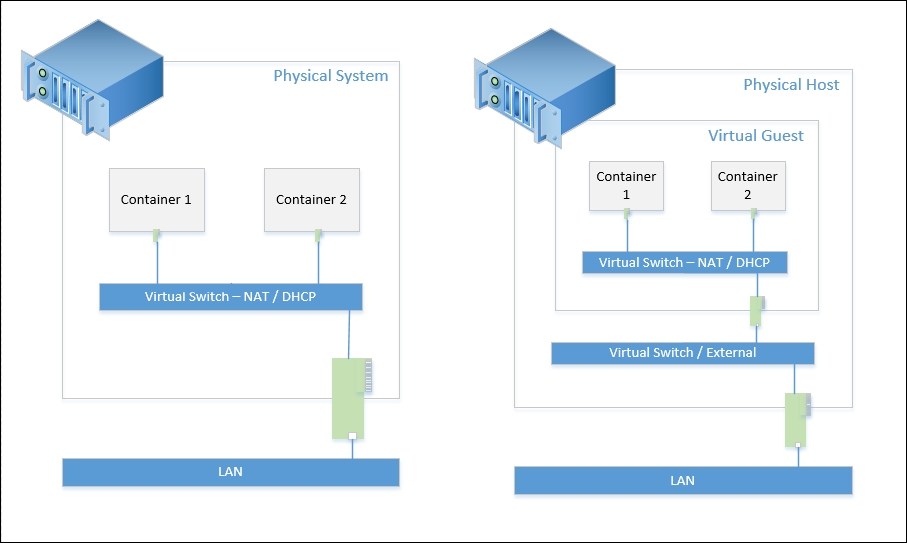 Physical System
Container 1
Container 2
Virtual Switch – NAT / DHCP
LAN
Physical Host
Virtual Guest
Container
1
Container
2
Virtual Switch – NAT / DHCP
Virtual Switch / External
LAN